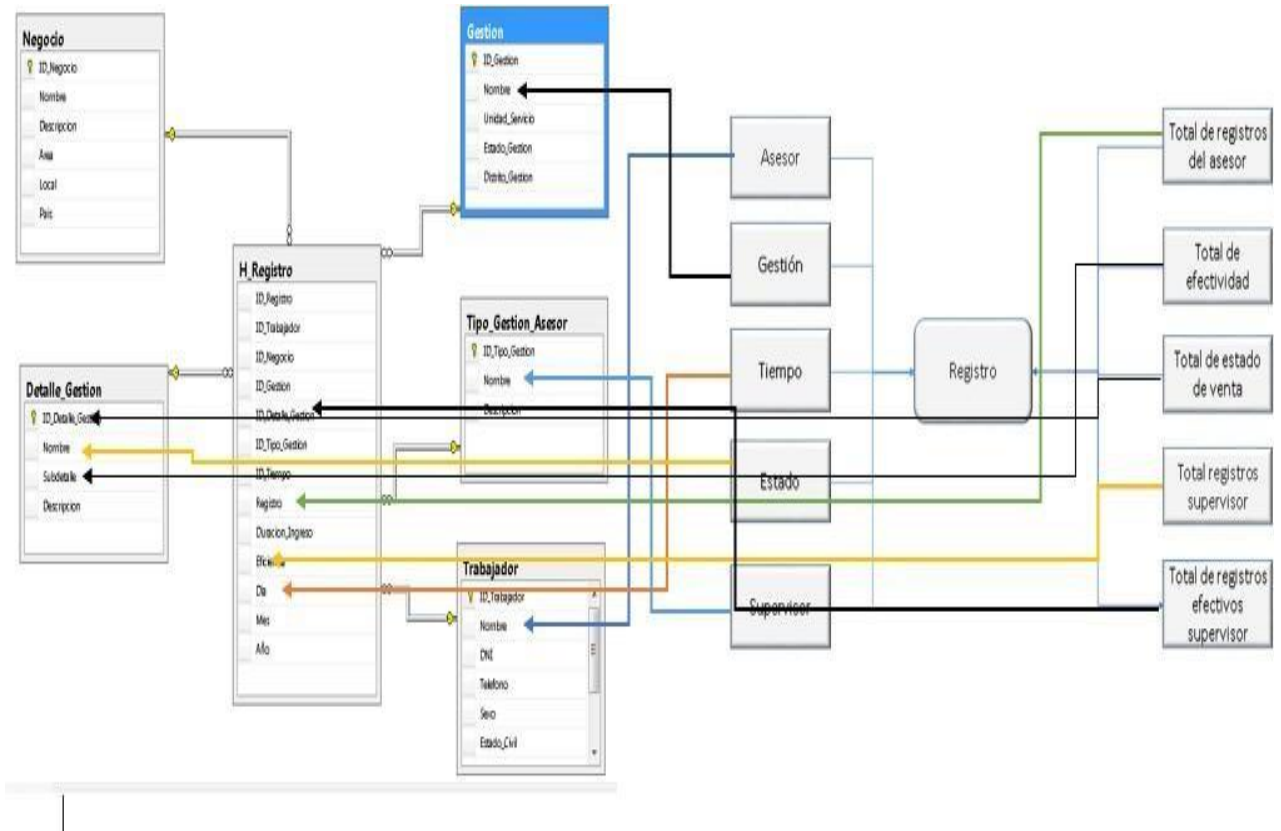 Negocio
ID_Negocio
Nombre
Descripcion
Area
Local
Pais
Gestion
ID_Gestion
Nombre
Unidad_Servicio
Estado_Gestion
Distrito_Gestion
H_Registro
ID_Registro
ID_Trabajador
ID_Negocio
ID_Gestion
ID_Detalle_Gestion
ID_Tipo_Gestion
ID_Tiempo
Registro
Duracion_Ingreso
Dia
Mes
Año
Detalle_Gestion
Nombre
Subdetalle
Descripcion
Tipo_Gestion_Asesor
ID_Tipo_Gestion
Nombre
Descripcion
Trabajador
ID_Trabajador
Nombre
DNI
Telefono
Sexo
Estado_Civil
Asesor
Gestión
Tiempo
Estado
Supervisor
Registro
Total de registros
del asesor
Total de
efectividad
Total de estado
de venta
Total registros
supervisor
Total de registros
efectivos
supervisor